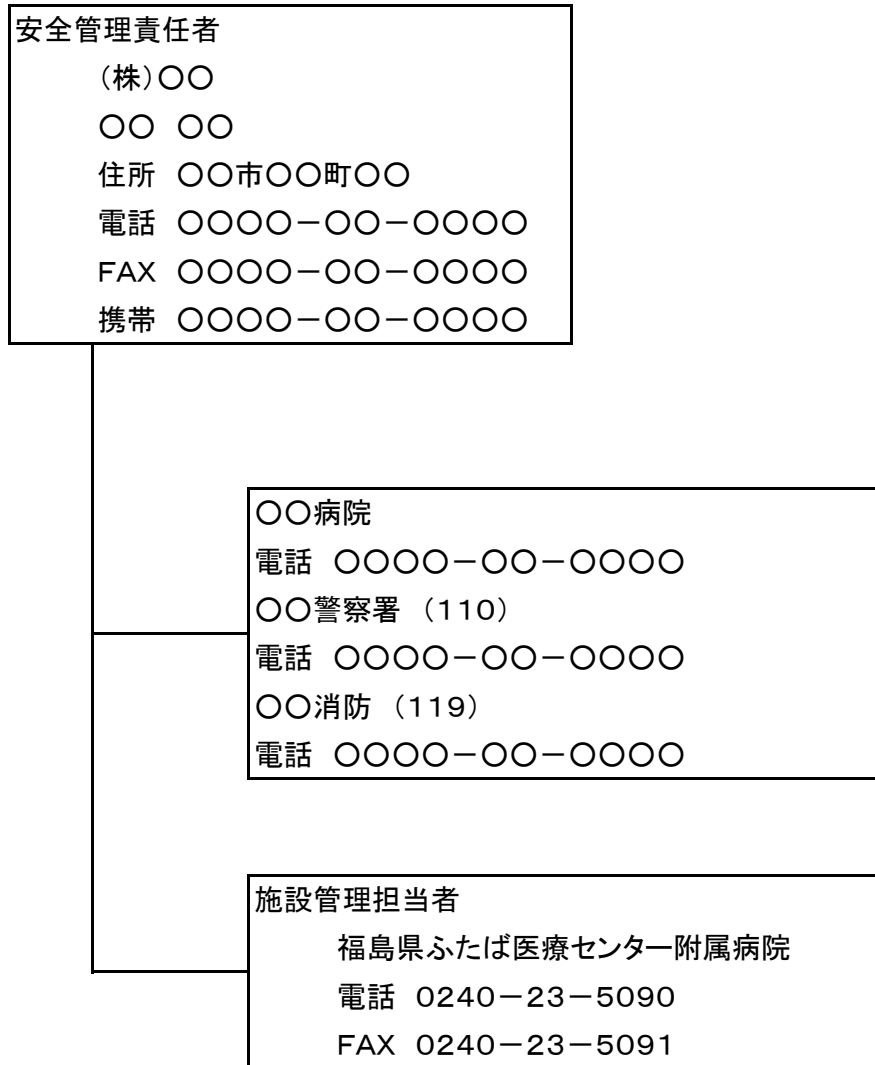 安全管理責任者
（株）〇〇
〇〇　〇〇
住所　〇〇市〇〇町〇〇
電話　〇〇〇〇－〇〇－〇〇〇〇
FAX　〇〇〇〇－〇〇－〇〇〇〇
携帯　〇〇〇〇－〇〇－〇〇〇〇
〇〇病院
電話　〇〇〇〇－〇〇－〇〇〇〇
〇〇警察署　（１１０）
電話　〇〇〇〇－〇〇－〇〇〇〇
〇〇消防　（１１９）
電話　〇〇〇〇－〇〇－〇〇〇〇
施設管理担当者
福島県ふたば医療センター附属病院
電話　０２４０－２３－５０９０
FAX　０２４０－２３－５０９１